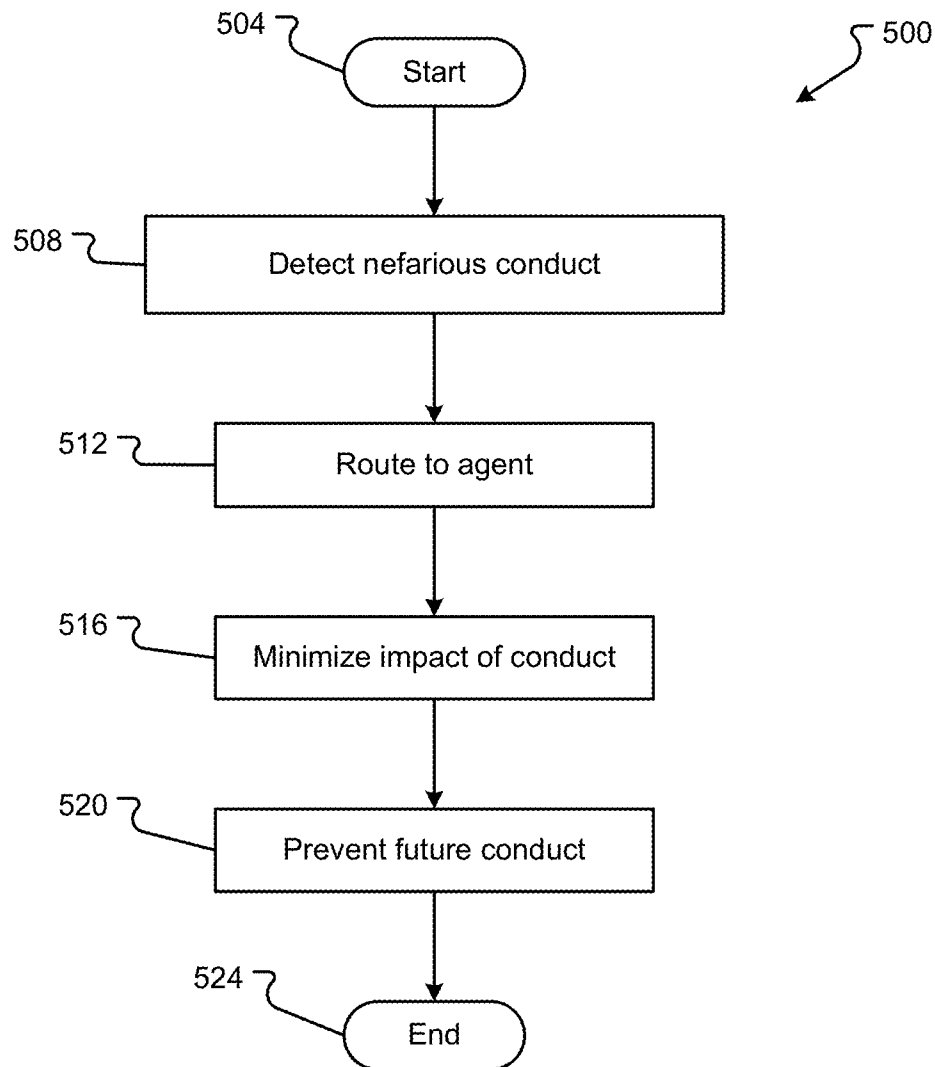 504
Start
500
508
Detect nefarious conduct
512
Route to agent
516
Minimize impact of conduct
520
Prevent future conduct
524
End